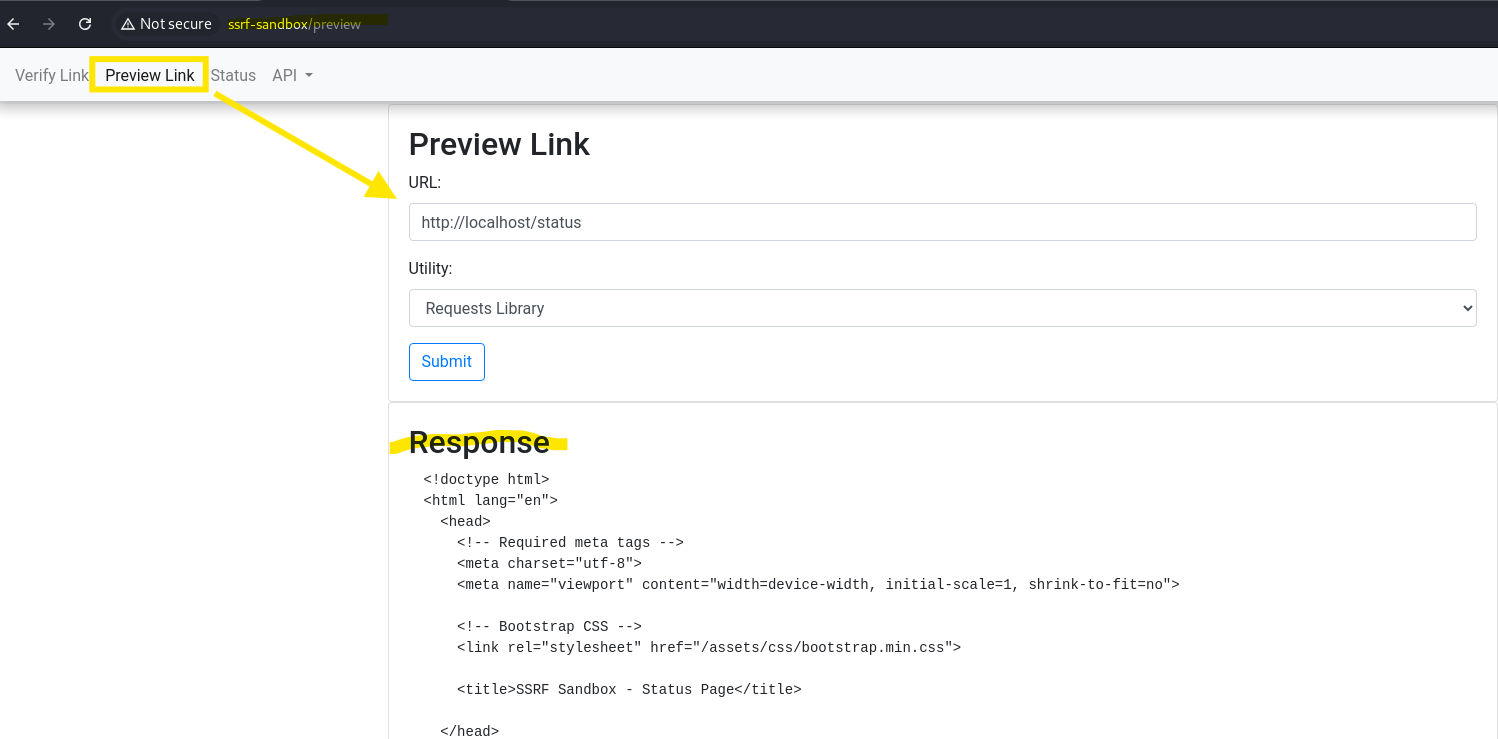 Not secure ssrf-sandbox/preview
Verify Link Preview Link Status API
Preview Link
URL:
http://localhost/status
Utility:
Requests Library
Submit
Response
<!doctype html>
<html lang="en">
<head>
<!-- Required meta tags -->
<meta charset="utf-8">
<meta name="viewport" content="width=device-width, initial-scale=1, shrink-to-fit=no">
<!-- Bootstrap CSS -->
<link rel="stylesheet" href="/assets/css/bootstrap.min.css">
<title>SSRF Sandbox - Status Page</title>
</head>